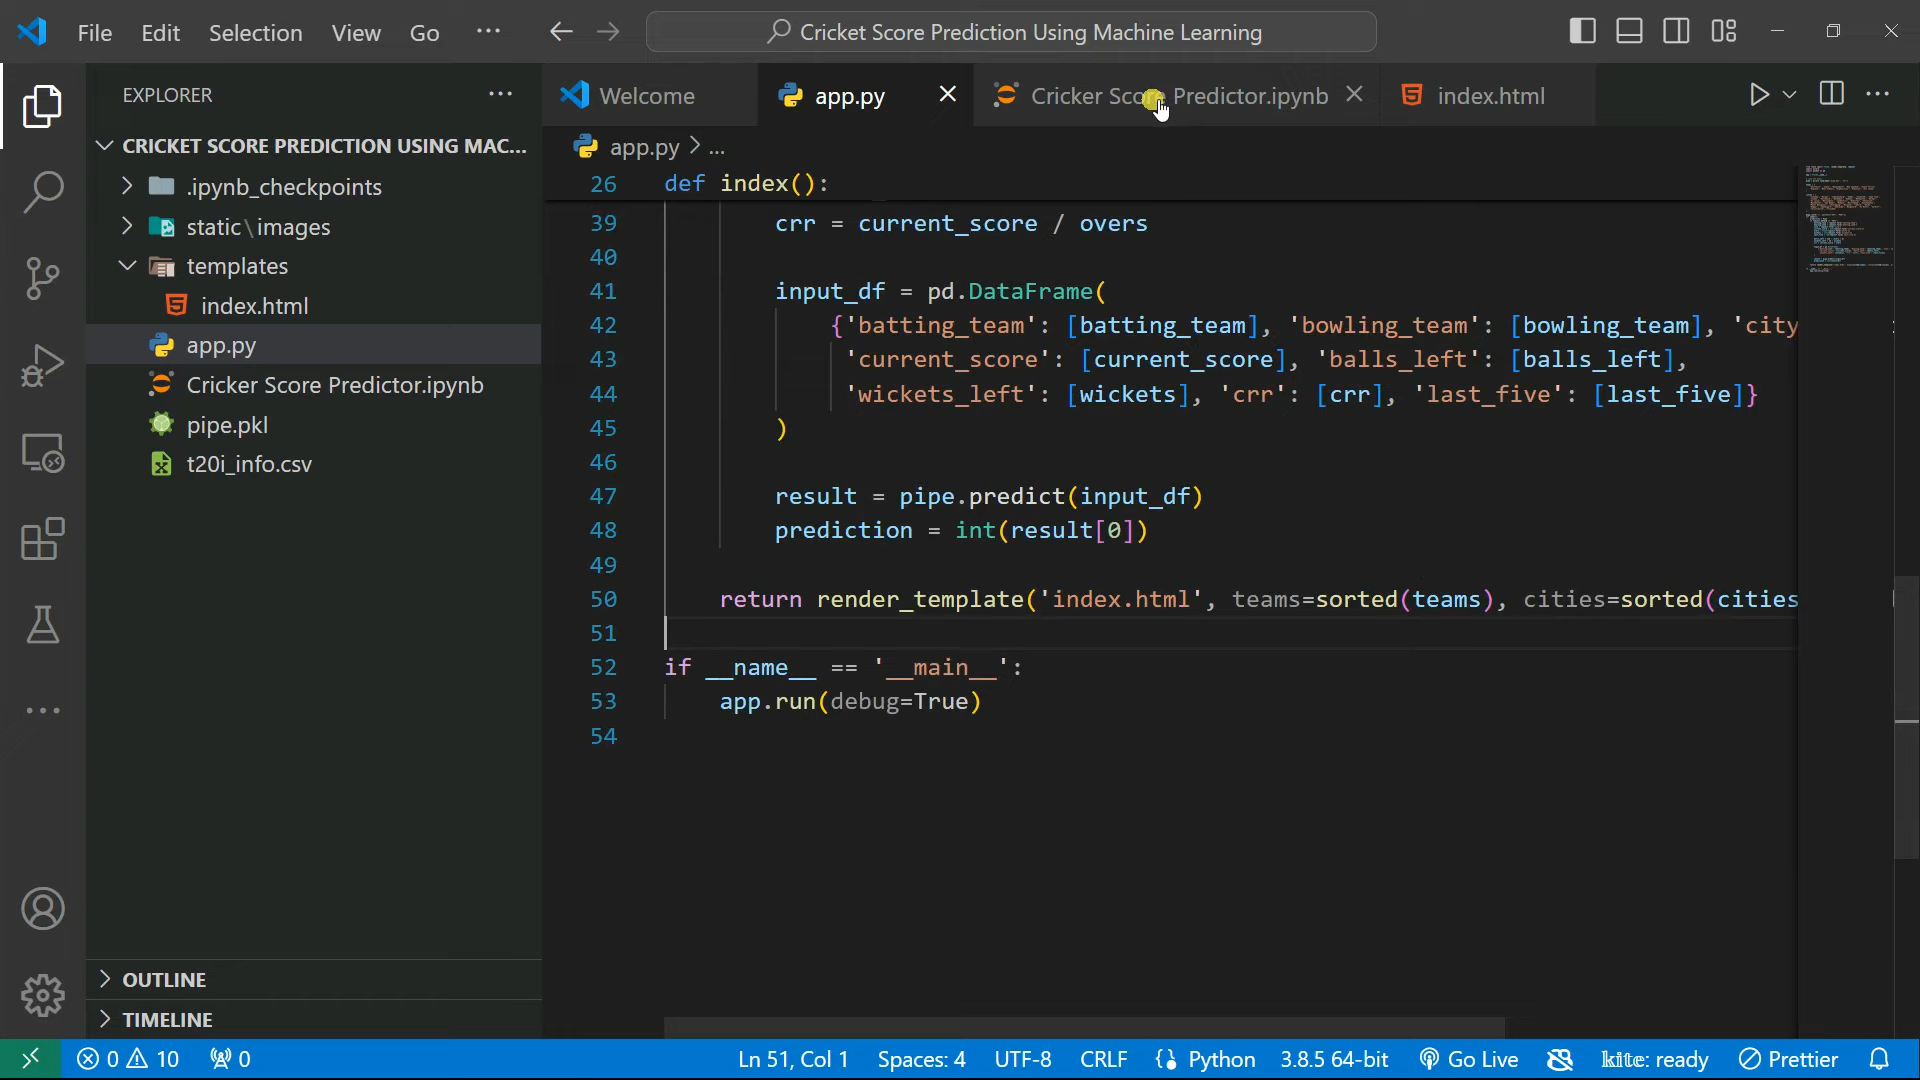 File Edit Selection View Go ··· Cricket Score Prediction Using Machine Learning
EXPLORER ···
Welcome app.py Cricker Score Predictor.ipynb index.html
CRICKET SCORE PREDICTION USING MAC...
.ipynb_checkpoints
static\images
templates
index.html
app.py
Cricker Score Predictor.ipynb
pipe.pkl
t20i_info.csv
OUTLINE
TIMELINE
app.py > ...
26 def index():
39 crr = current_score / overs
40
41 input_df = pd.DataFrame(
42 {'batting_team': [batting_team], 'bowling_team': [bowling_team], 'city
43 'current_score': [current_score], 'balls_left': [balls_left],
44 'wickets_left': [wickets], 'crr': [crr], 'last_five': [last_five]}
45 )
46
47 result = pipe.predict(input_df)
48 prediction = int(result[0])
49
50 return render_template('index.html', teams=sorted(teams), cities=sorted(cities
51
52 if __name__ == '__main__':
53 app.run(debug=True)
54
0 10 0 Ln 51, Col 1 Spaces: 4 UTF-8 CRLF {} Python 3.8.5 64-bit Go Live kite: ready Prettier